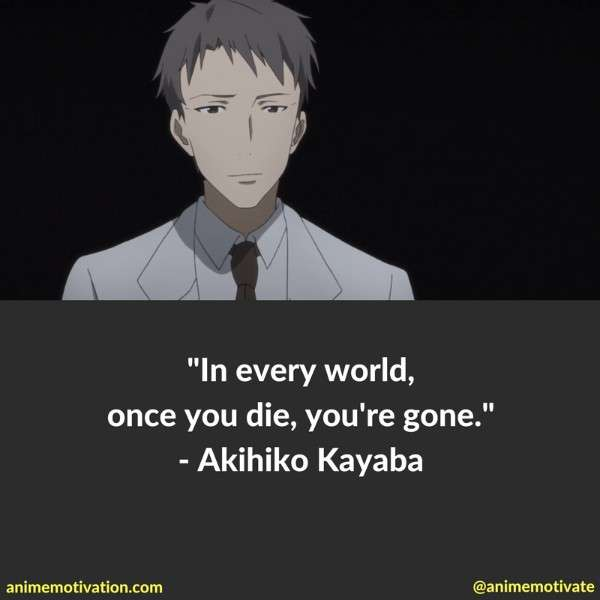 "In every world,
once you die, you're gone."
- Akihiko Kayaba
animemotivation.com
@animemotivate